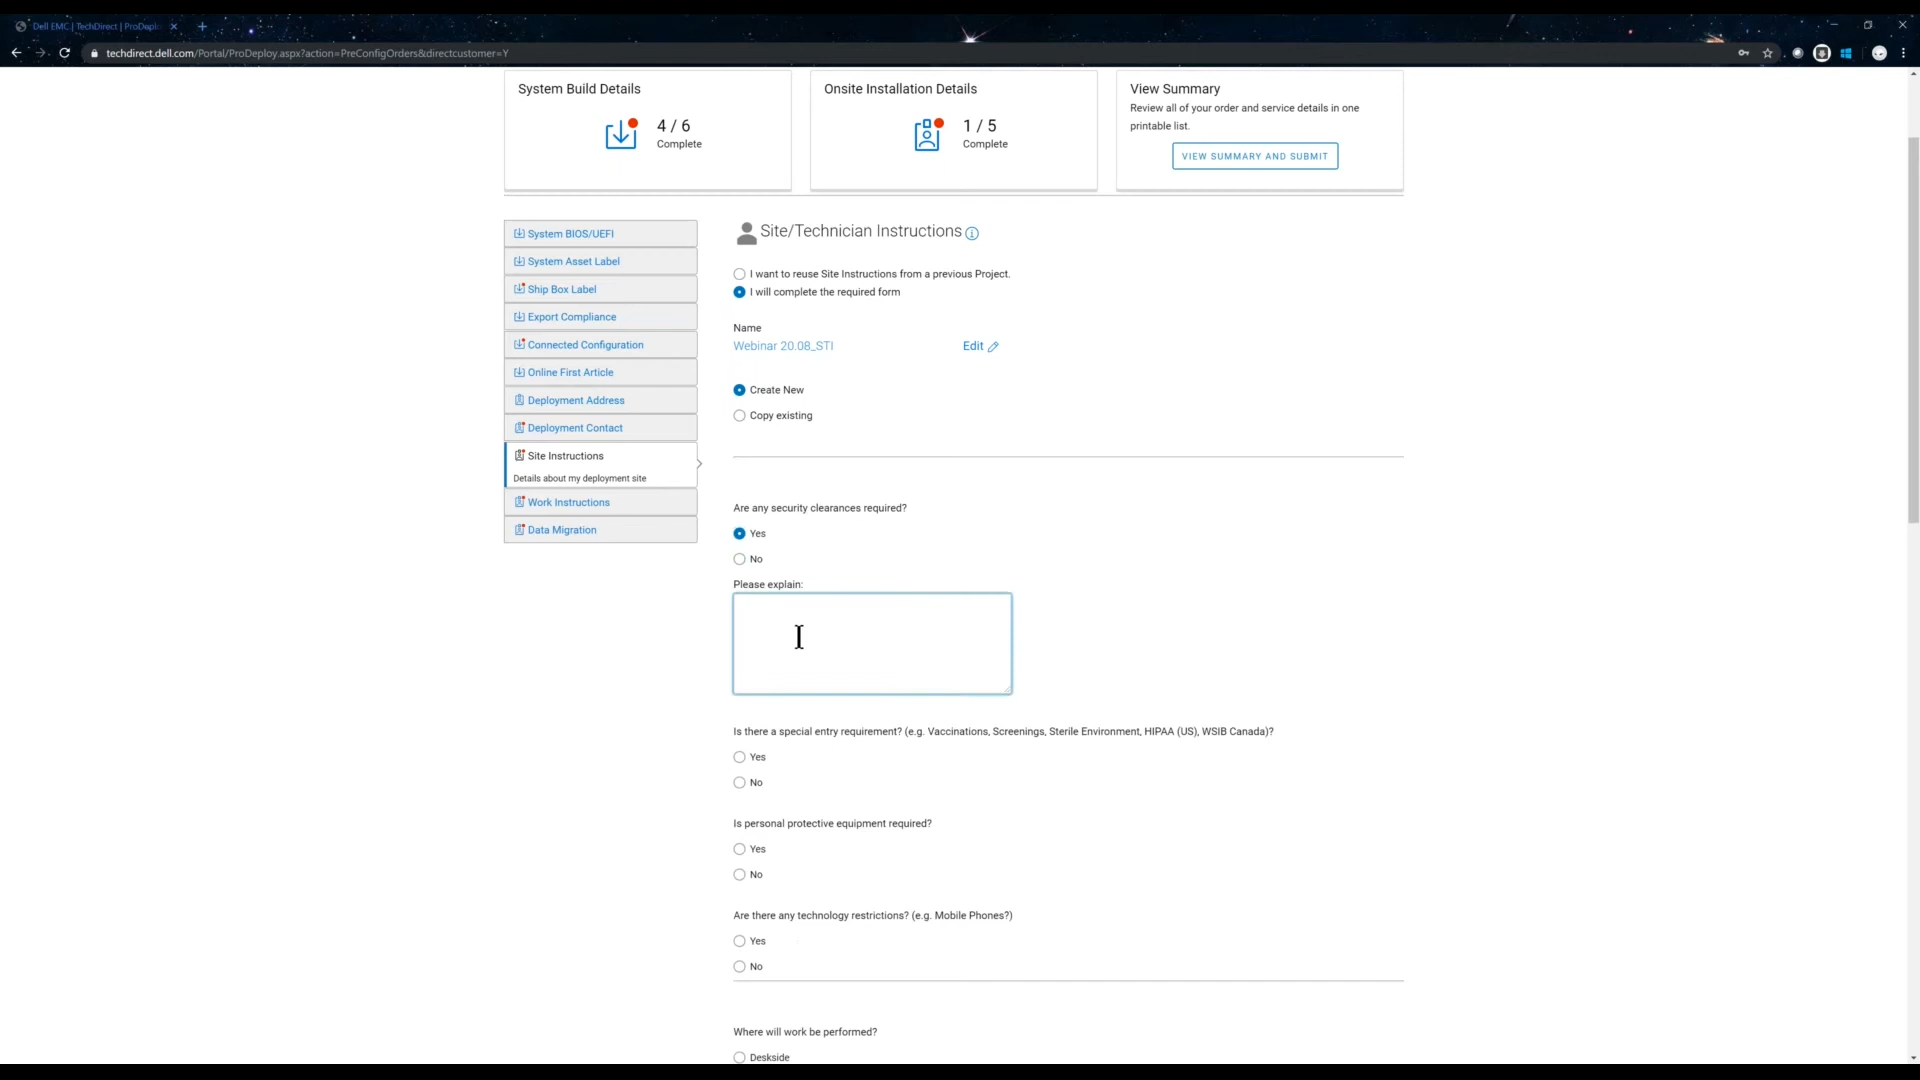 Dell EMC | TechDirect | ProDeplo
techdirect.dell.com/Portal/ProDeploy.aspx?action=PreConfigOrders&directcustomer=Y
System Build Details
4 / 6
Complete
Onsite Installation Details
1 / 5
Complete
View Summary
Review all of your order and service details in one
printable list.
VIEW SUMMARY AND SUBMIT
System BIOS/UEFI
System Asset Label
Ship Box Label
Export Compliance
Connected Configuration
Online First Article
Deployment Address
Deployment Contact
Site Instructions
Details about my deployment site
Work Instructions
Data Migration
Site/Technician Instructions
I want to reuse Site Instructions from a previous Project.
I will complete the required form
Name
Webinar 20.08_STI
Edit
Create New
Copy existing
Are any security clearances required?
Yes
No
Please explain:
Is there a special entry requirement? (e.g. Vaccinations, Screenings, Sterile Environment, HIPAA (US), WSIB Canada)?
Yes
No
Is personal protective equipment required?
Yes
No
Are there any technology restrictions? (e.g. Mobile Phones?)
Yes
No
Where will work be performed?
Deskside